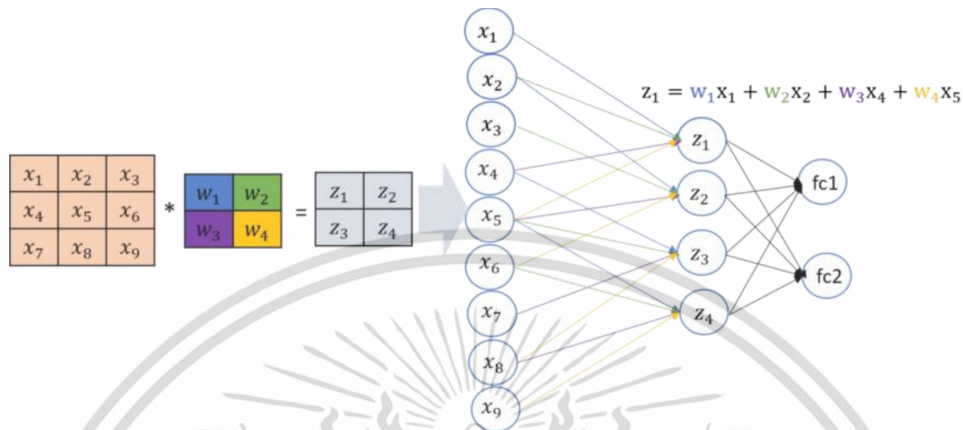 x₁ x₂ x₃
x₄ x₅ x₆
x₇ x₈ x₉
*
w₁ w₂
w₃ w₄
=
z₁ z₂
z₃ z₄
x₁
x₂
x₃
x₄
x₅
x₆
x₇
x₈
x₉
z₁ = w₁x₁ + w₂x₂ + w₃x₄ + w₄x₅
z₁
z₂
z₃
z₄
fc1
fc2